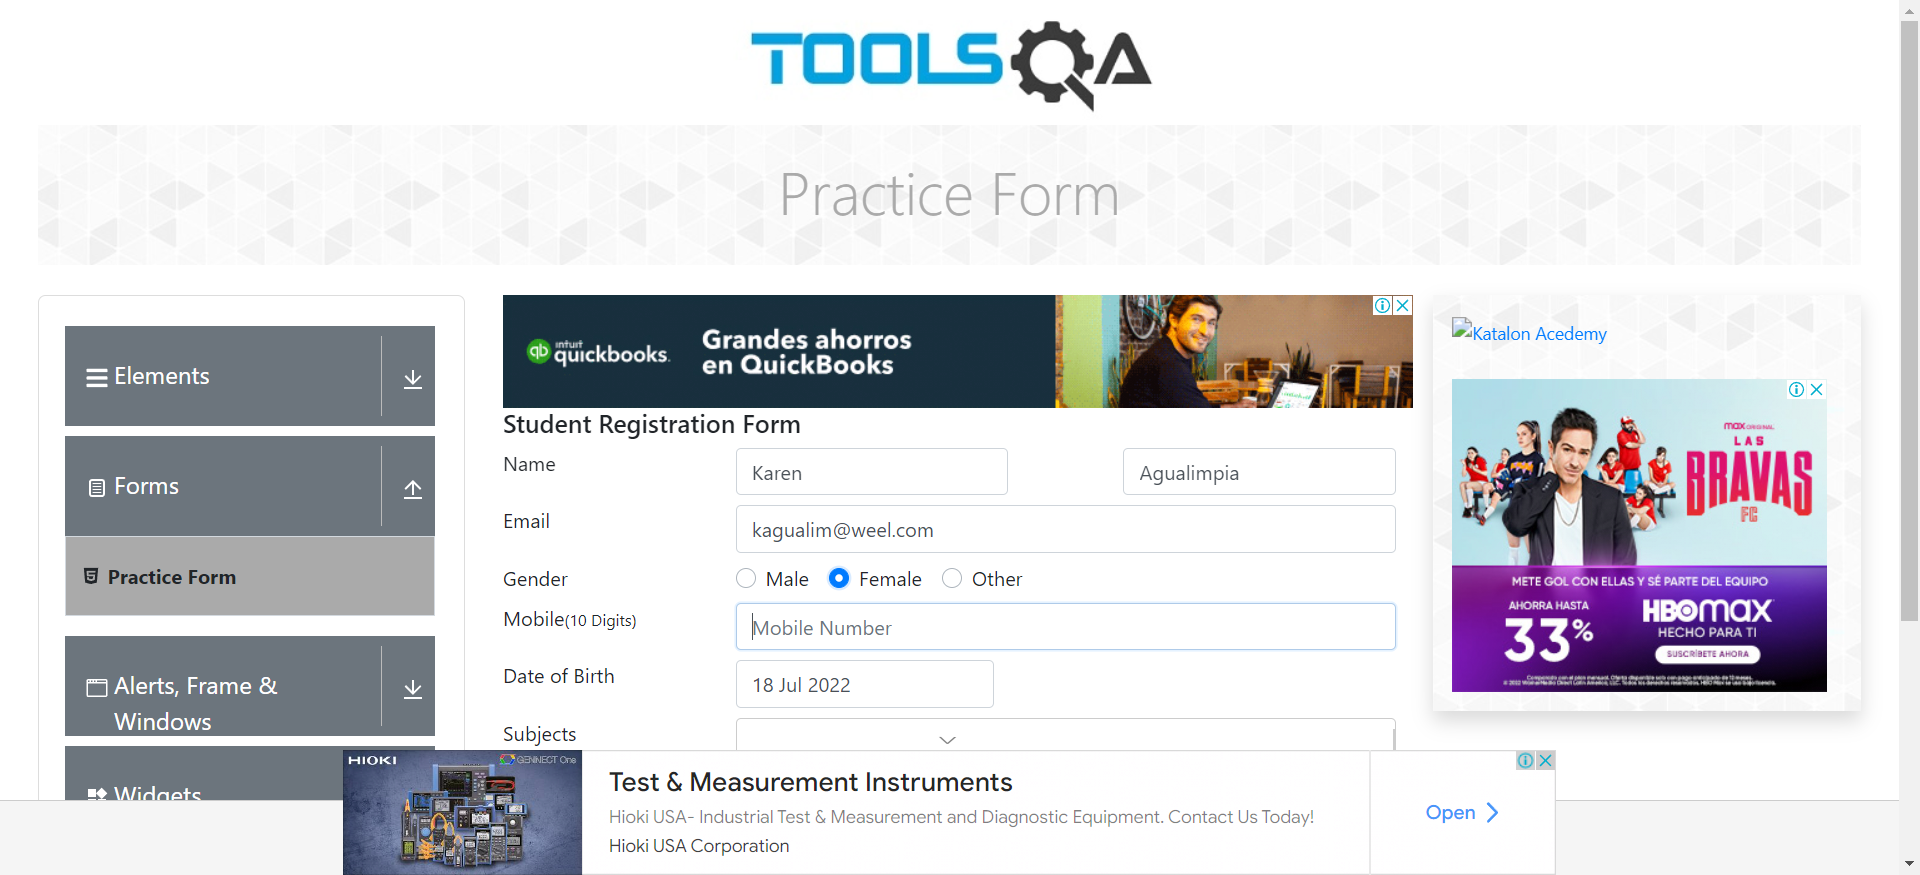 TOOLSQA
Practice Form
Elements
Forms
Practice Form
Alerts, Frame &
Windows
Widgets
intuit
qb quickbooks.
Grandes ahorros
en QuickBooks
Student Registration Form
Name
Karen
Agualimpia
Email
kagualim@weel.com
Gender
Male
Female
Other
Mobile(10 Digits)
Mobile Number
Date of Birth
18 Jul 2022
Subjects
Katalon Acedemy
max ORIGINAL
LAS
BRAVAS
FC
METE GOL CON ELLAS Y SÉ PARTE DEL EQUIPO
AHORRA HASTA
33%
HBOmax
HECHO PARA TI
SUSCRÍBETE AHORA
HIOKI
GENNECT One
Test & Measurement Instruments
Hioki USA- Industrial Test & Measurement and Diagnostic Equipment. Contact Us Today!
Hioki USA Corporation
Open